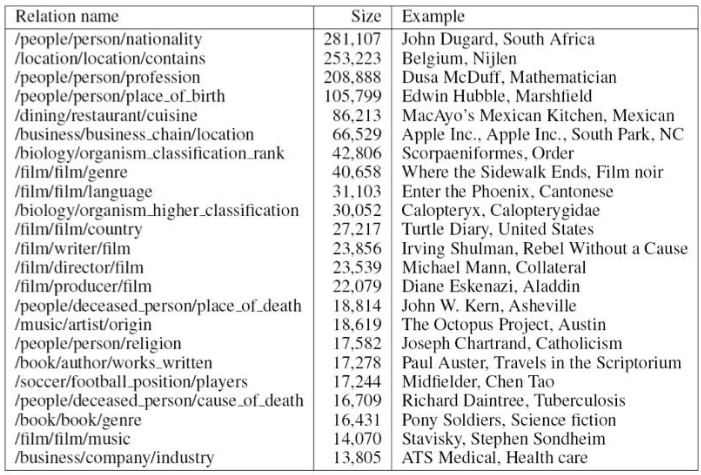 Relation name Size Example
/people/person/nationality 281,107 John Dugard, South Africa
/location/location/contains 253,223 Belgium, Nijlen
/people/person/profession 208,888 Dusa McDuff, Mathematician
/people/person/place_of_birth 105,799 Edwin Hubble, Marshfield
/dining/restaurant/cuisine 86,213 MacAyo's Mexican Kitchen, Mexican
/business/business_chain/location 66,529 Apple Inc., Apple Inc., South Park, NC
/biology/organism_classification_rank 42,806 Scorpaeniformes, Order
/film/film/genre 40,658 Where the Sidewalk Ends, Film noir
/film/film/language 31,103 Enter the Phoenix, Cantonese
/biology/organism_higher_classification 30,052 Calopteryx, Calopterygidae
/film/film/country 27,217 Turtle Diary, United States
/film/writer/film 23,856 Irving Shulman, Rebel Without a Cause
/film/director/film 23,539 Michael Mann, Collateral
/film/producer/film 22,079 Diane Eskenazi, Aladdin
/people/deceased_person/place_of_death 18,814 John W. Kern, Asheville
/music/artist/origin 18,619 The Octopus Project, Austin
/people/person/religion 17,582 Joseph Chartrand, Catholicism
/book/author/works_written 17,278 Paul Auster, Travels in the Scriptorium
/soccer/football_position/players 17,244 Midfielder, Chen Tao
/people/deceased_person/cause_of_death 16,709 Richard Daintree, Tuberculosis
/book/book/genre 16,431 Pony Soldiers, Science fiction
/film/film/music 14,070 Stavisky, Stephen Sondheim
/business/company/industry 13,805 ATS Medical, Health care